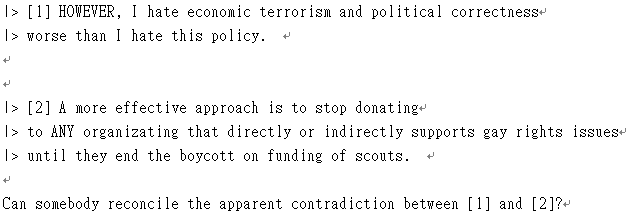 |> [1] HOWEVER, I hate economic terrorism and political correctness
|> worse than I hate this policy.
|> [2] A more effective approach is to stop donating
|> to ANY organizating that directly or indirectly supports gay rights issues
|> until they end the boycott on funding of scouts.
Can somebody reconcile the apparent contradiction between [1] and [2]?